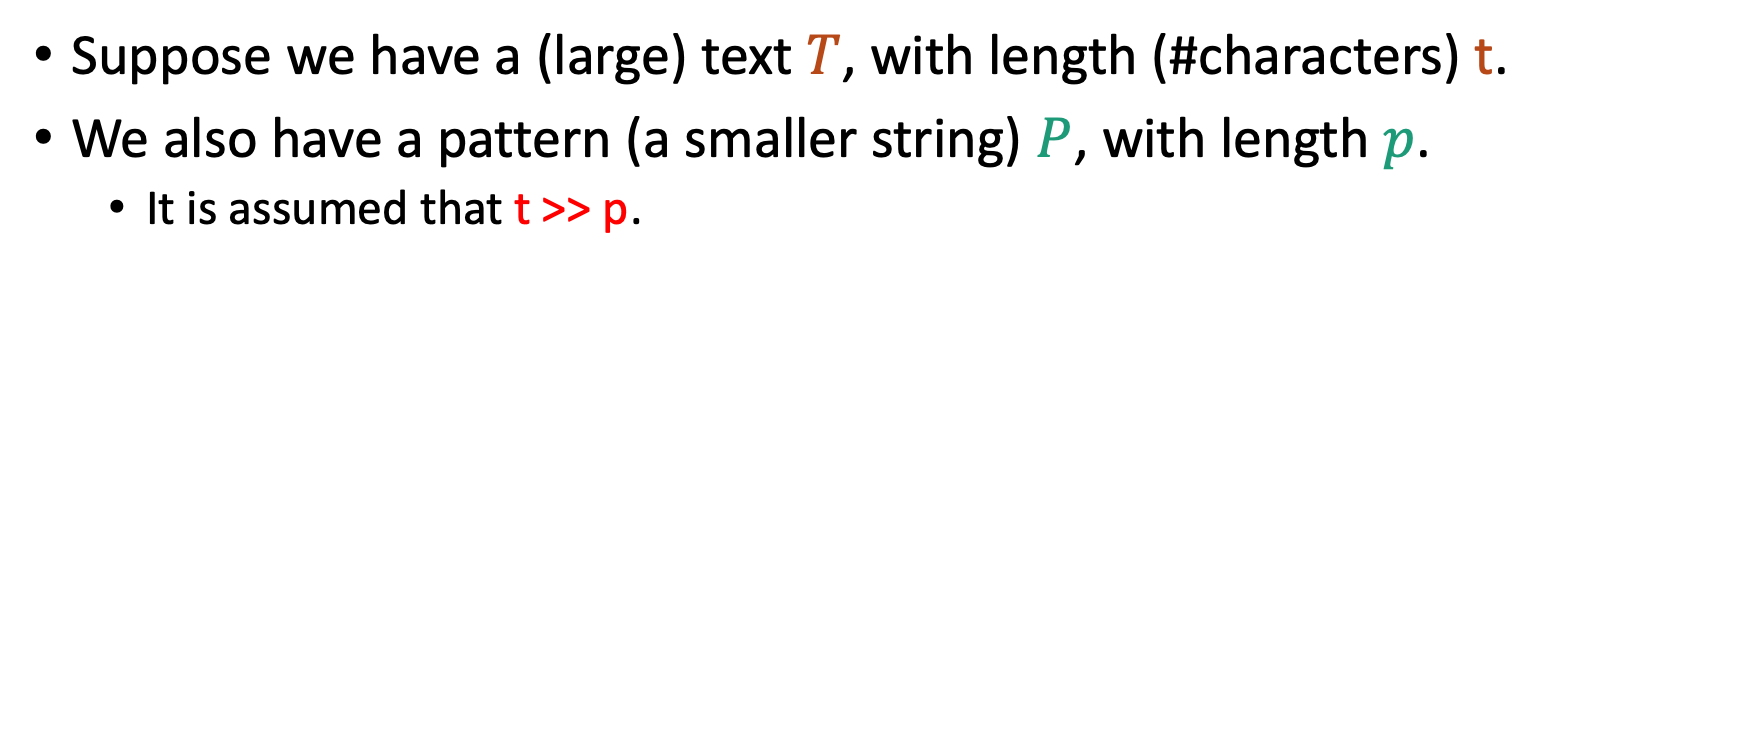 • Suppose we have a (large) text T, with length (#characters) t.
• We also have a pattern (a smaller string) P, with length p.
• It is assumed that t >> p.